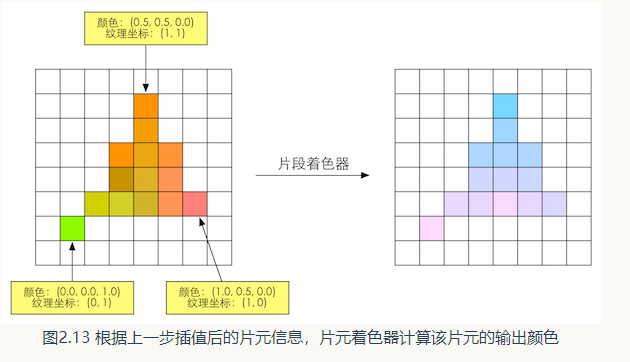 颜色：(0.5, 0.5, 0.0)
纹理坐标：(1, 1)
片段着色器
颜色：(0.0, 0.0, 1.0)
纹理坐标：(0, 1)
颜色：(1.0, 0.5, 0.0)
纹理坐标：(1, 0)
图2.13 根据上一步插值后的片元信息，片元着色器计算该片元的输出颜色